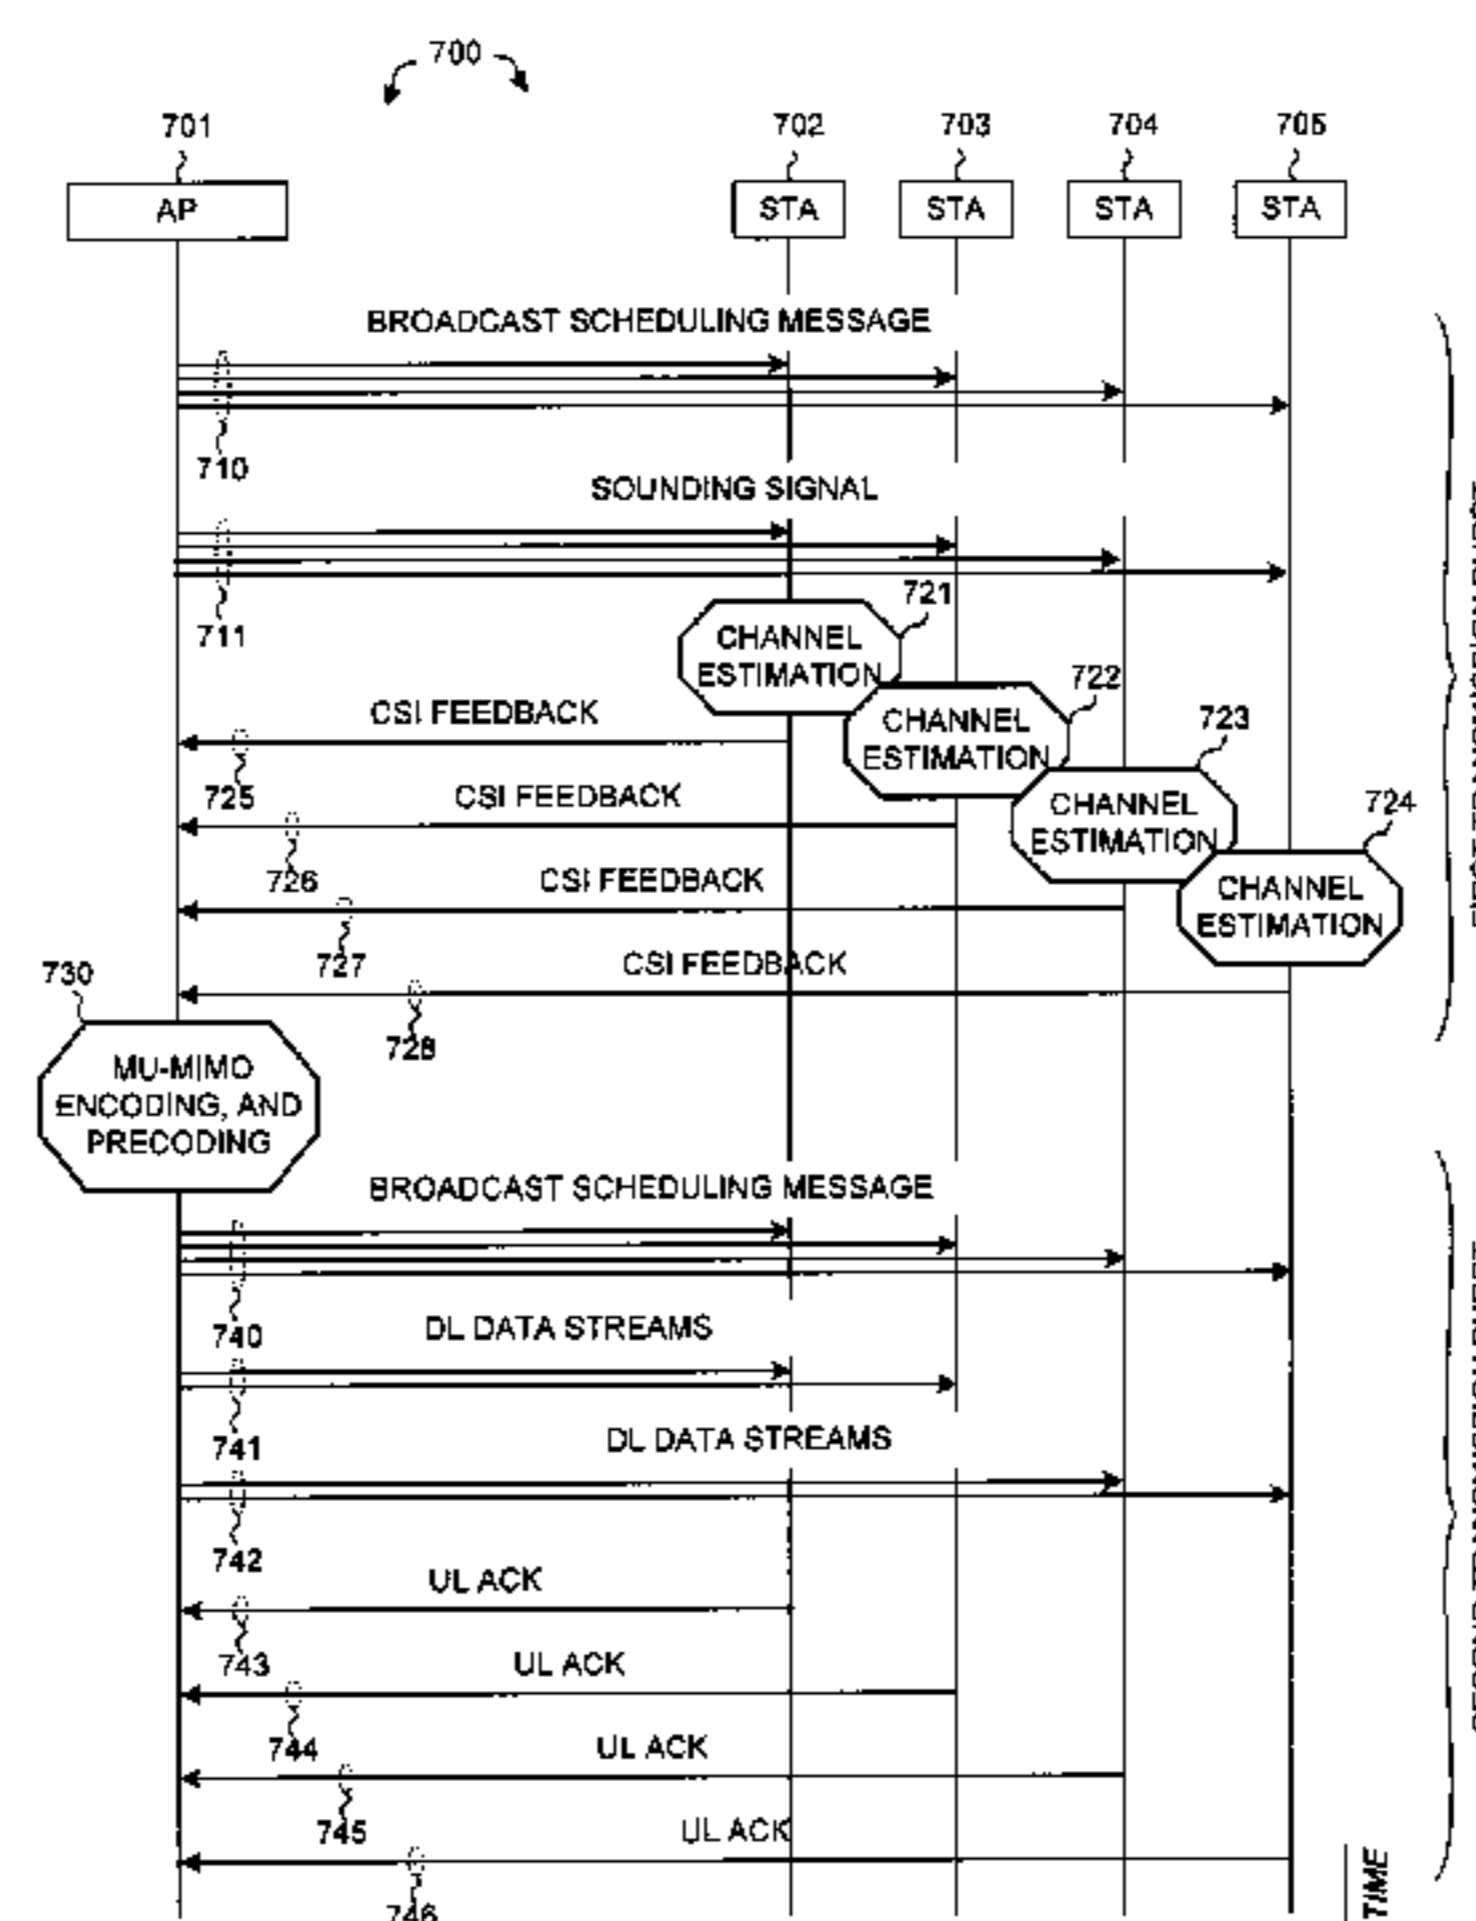 700
701
702
703
704
705
AP
STA
STA
STA
STA
BROADCAST SCHEDULING MESSAGE
710
SOUNDING SIGNAL
711
721
CHANNEL
ESTIMATION
722
CHANNEL
ESTIMATION
CSI FEEDBACK
725
723
CHANNEL
ESTIMATION
CSI FEEDBACK
726
724
CHANNEL
ESTIMATION
CSI FEEDBACK
727
CSI FEEDBACK
728
730
MU-MIMO
ENCODING, AND
PRECODING
BROADCAST SCHEDULING MESSAGE
740
DL DATA STREAMS
741
DL DATA STREAMS
742
UL ACK
743
UL ACK
744
UL ACK
745
UL ACK
746
TIME